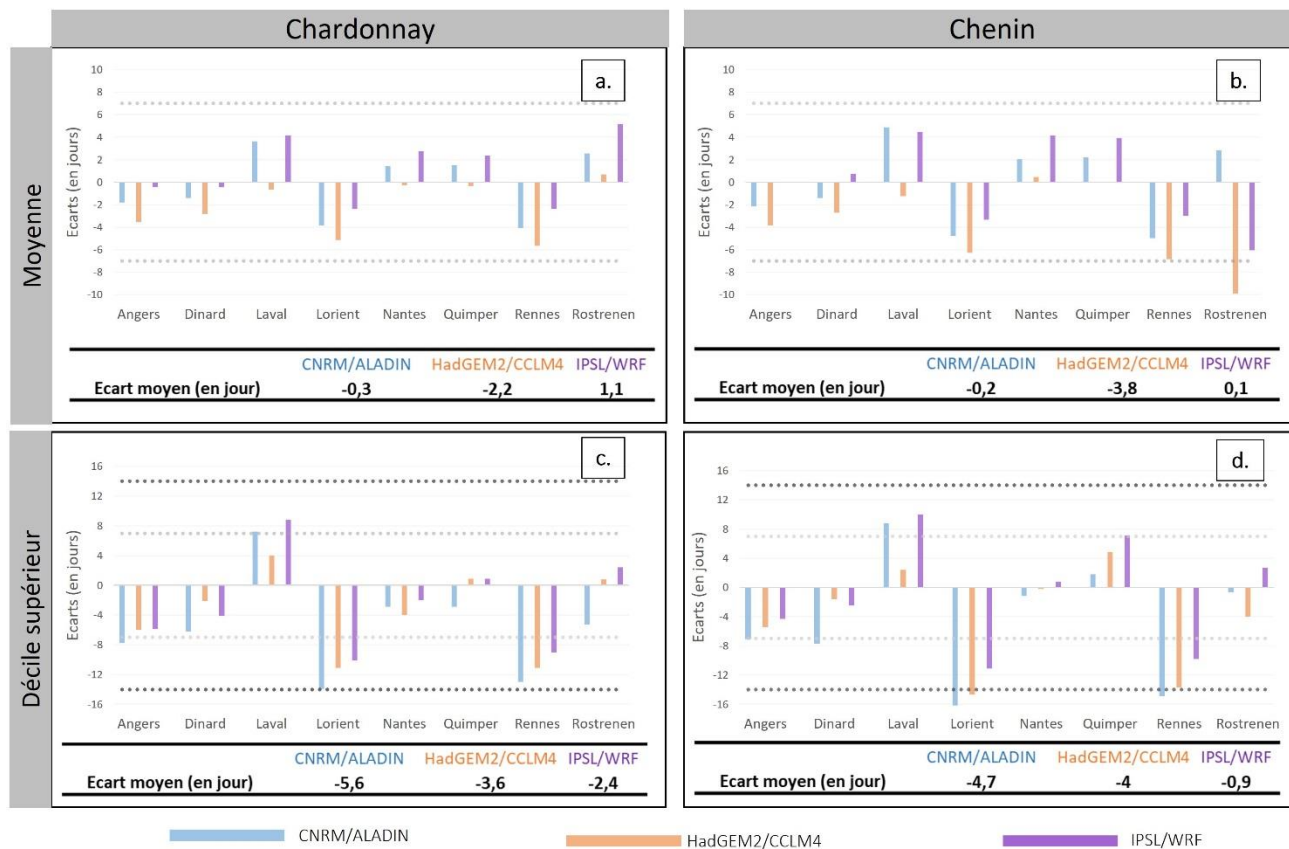 Chardonnay
Chenin
Moyenne
a.
10
8
6
4
2
0
-2
-4
-6
-8
-10
Ecarts (en jours)
Angers Dinard Laval Lorient Nantes Quimper Rennes Rostrenen
CNRM/ALADIN HadGEM2/CCLM4 IPSL/WRF
Ecart moyen (en jour) -0,3 -2,2 1,1
b.
10
8
6
4
2
0
-2
-4
-6
-8
-10
Ecarts (en jours)
Angers Dinard Laval Lorient Nantes Quimper Rennes Rostrenen
CNRM/ALADIN HadGEM2/CCLM4 IPSL/WRF
Ecart moyen (en jour) -0,2 -3,8 0,1
Décile supérieur
c.
16
12
8
4
0
-4
-8
-12
-16
Ecarts (en jours)
Angers Dinard Laval Lorient Nantes Quimper Rennes Rostrenen
CNRM/ALADIN HadGEM2/CCLM4 IPSL/WRF
Ecart moyen (en jour) -5,6 -3,6 -2,4
d.
16
12
8
4
0
-4
-8
-12
-16
Ecarts (en jours)
Angers Dinard Laval Lorient Nantes Quimper Rennes Rostrenen
CNRM/ALADIN HadGEM2/CCLM4 IPSL/WRF
Ecart moyen (en jour) -4,7 -4 -0,9
CNRM/ALADIN HadGEM2/CCLM4 IPSL/WRF